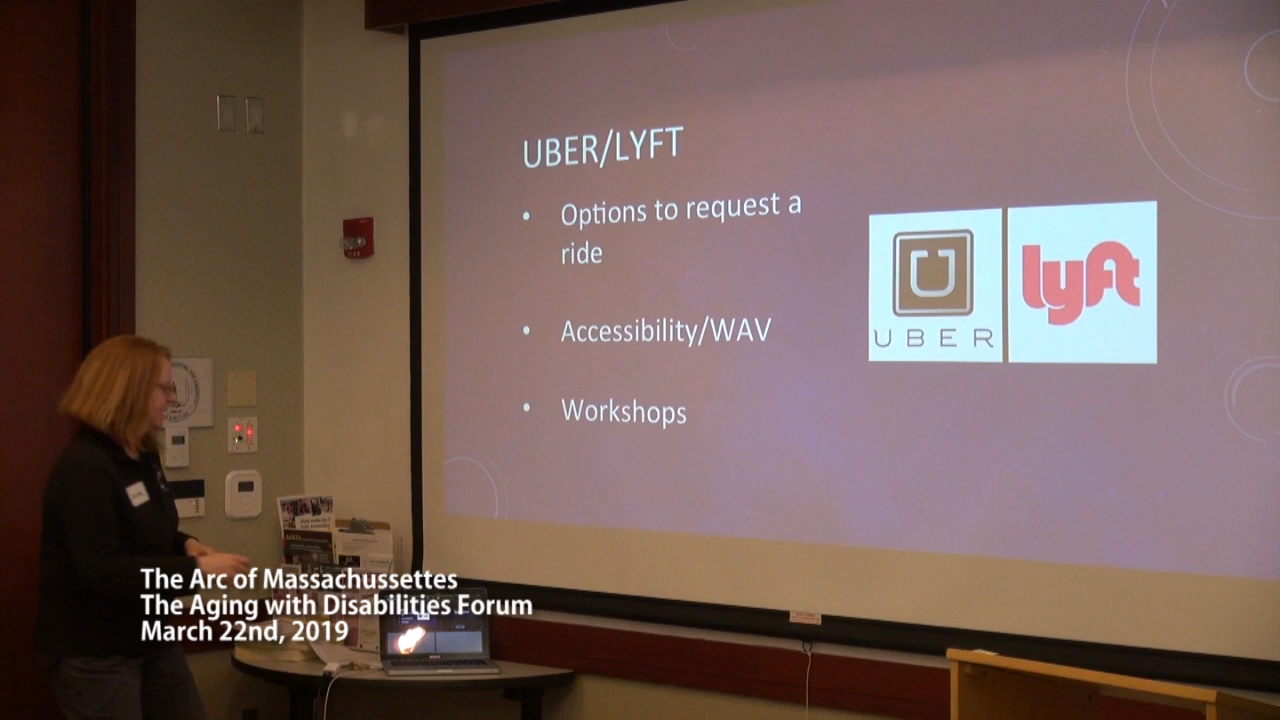 UBER/LYFT
• Options to request a
ride
• Accessibility/WAV
• Workshops
U
UBER
lyft
The Arc of Massachussettes
The Aging with Disabilities Forum
March 22nd, 2019